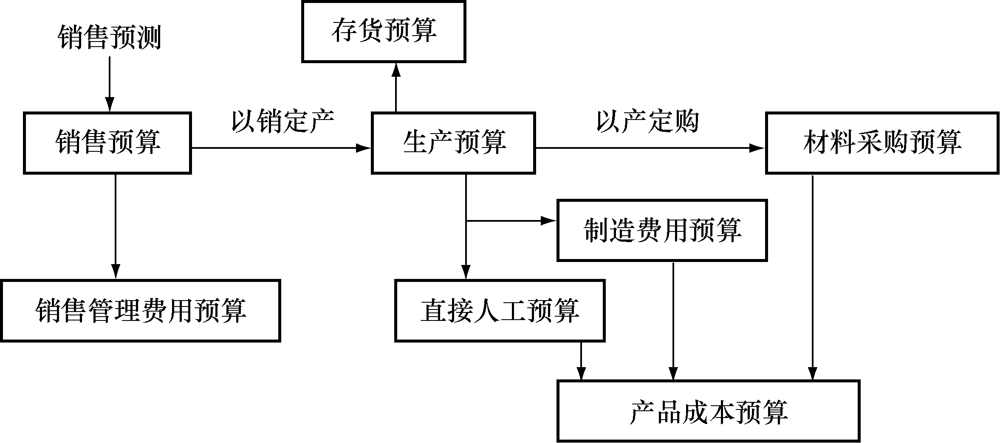 存货预算
销售预测
以销定产
以产定购
销售预算
生产预算
材料采购预算
制造费用预算
销售管理费用预算
直接人工预算
产品成本预算